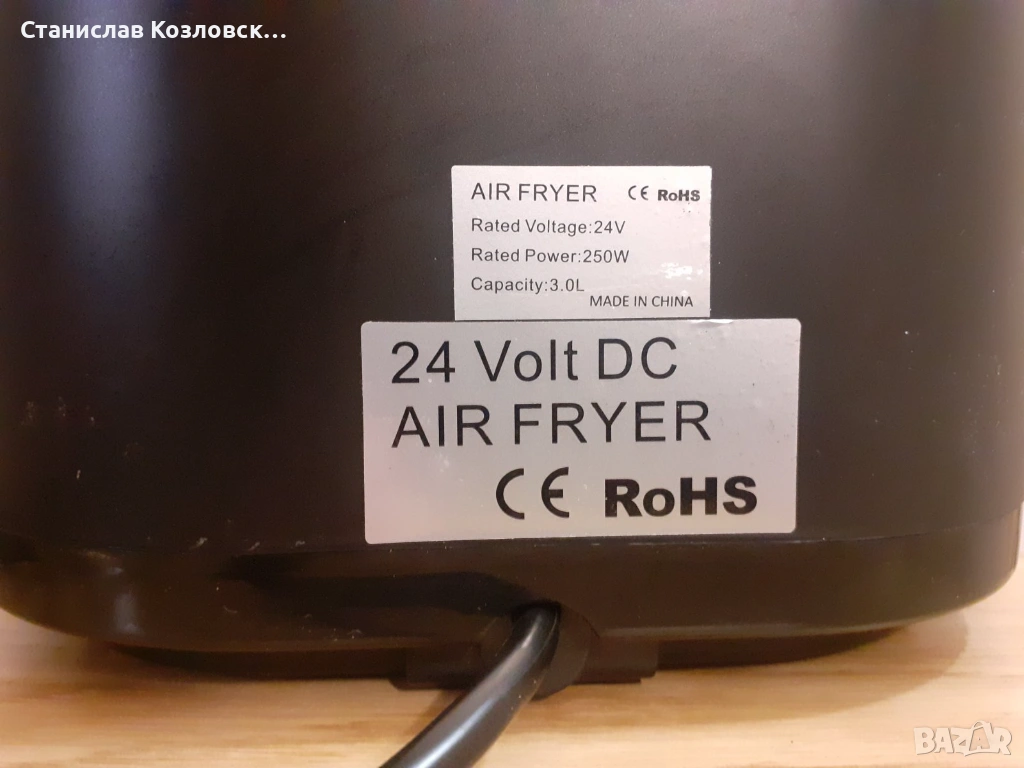 Станислав Козловск...
AIR FRYER CE RoHS
Rated Voltage:24V
Rated Power:250W
Capacity:3.0L
MADE IN CHINA
24 Volt DC
AIR FRYER
CE RoHS
BAZAR